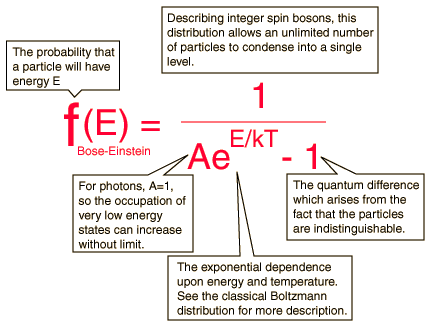 Describing integer spin bosons, this
distribution allows an unlimited number
of particles to condense into a single
level.
The probability that
a particle will have
energy E
f(E) = 1
Bose-Einstein
Ae^E/kT - 1
For photons, A=1,
so the occupation of
very low energy
states can increase
without limit.
The quantum difference
which arises from the
fact that the particles
are indistinguishable.
The exponential dependence
upon energy and temperature.
See the classical Boltzmann
distribution for more description.